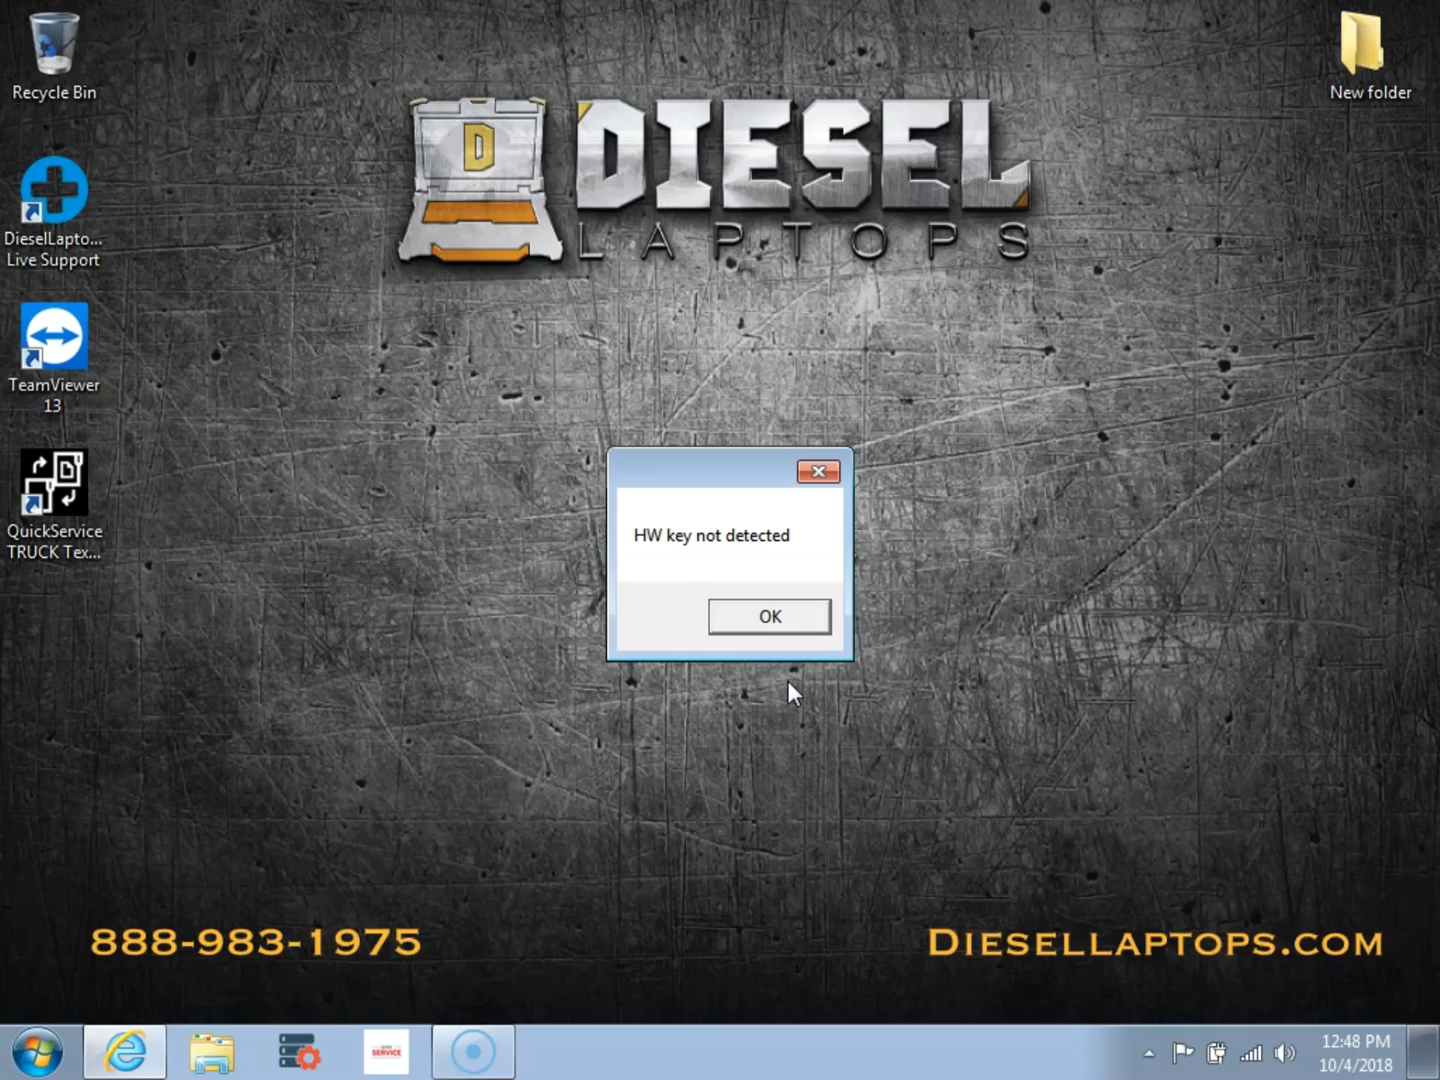 Recycle Bin
New folder
D
DIESEL
LAPTOPS
DieselLapto...
Live Support
TeamViewer
13
QuickService
TRUCK Tex...
HW key not detected
OK
888-983-1975
DIESELLAPTOPS.COM
SERVICE
12:48 PM
10/4/2018